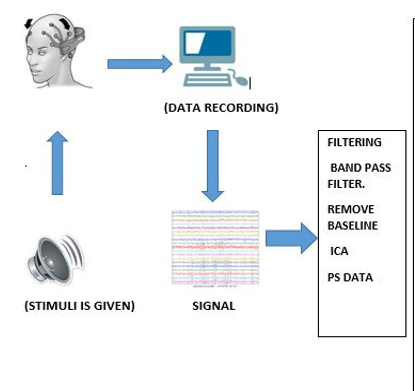 (DATA RECORDING)
FILTERING
BAND PASS
FILTER.
REMOVE
BASELINE
ICA
PS DATA
(STIMULI IS GIVEN)
SIGNAL